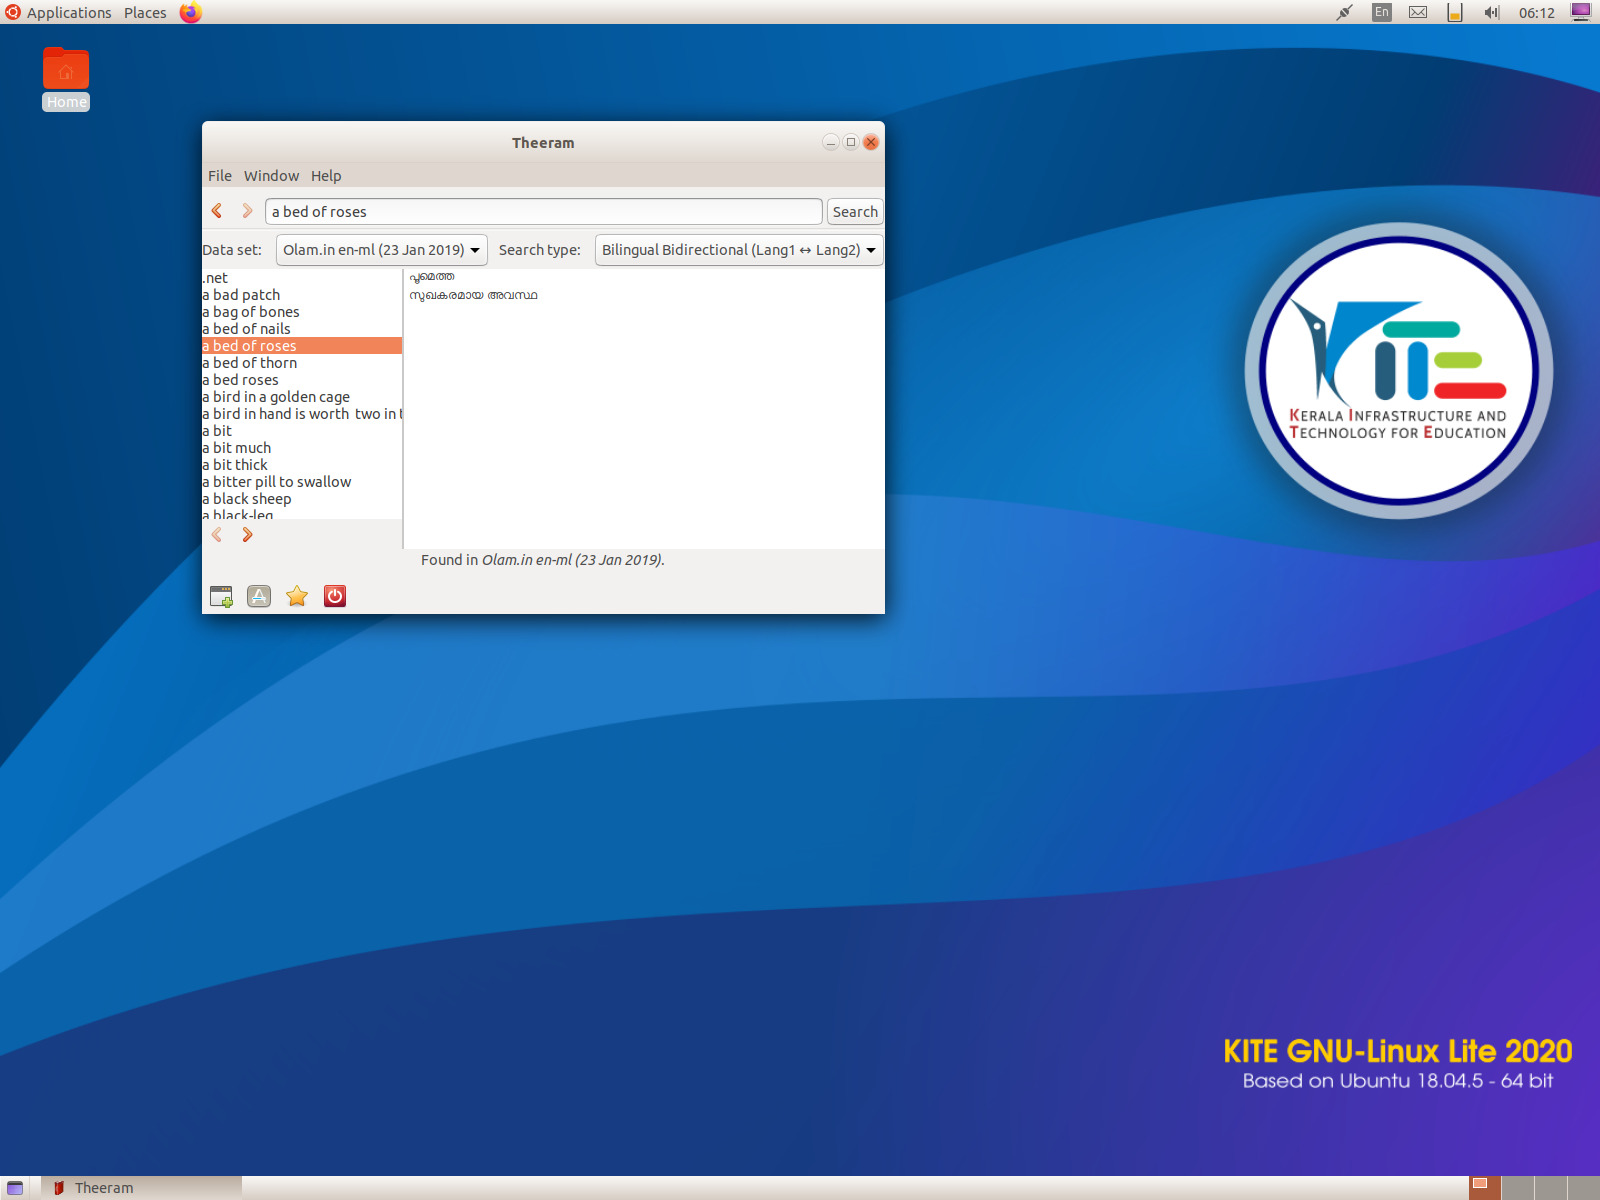 Applications Places
En
06:12
Home
Theeram
File Window Help
a bed of roses
Search
Data set: Olam.in en-ml (23 Jan 2019) Search type: Bilingual Bidirectional (Lang1 ↔ Lang2)
.net
a bad patch
a bag of bones
a bed of nails
a bed of roses
a bed of thorn
a bed roses
a bird in a golden cage
a bird in hand is worth two in t
a bit
a bit much
a bit thick
a bitter pill to swallow
a black sheep
a black-leg
പൂമെത്ത
സുഖകരമായ അവസ്ഥ
Found in Olam.in en-ml (23 Jan 2019).
KITE
KERALA INFRASTRUCTURE AND
TECHNOLOGY FOR EDUCATION
KITE GNU-Linux Lite 2020
Based on Ubuntu 18.04.5 - 64 bit
Theeram